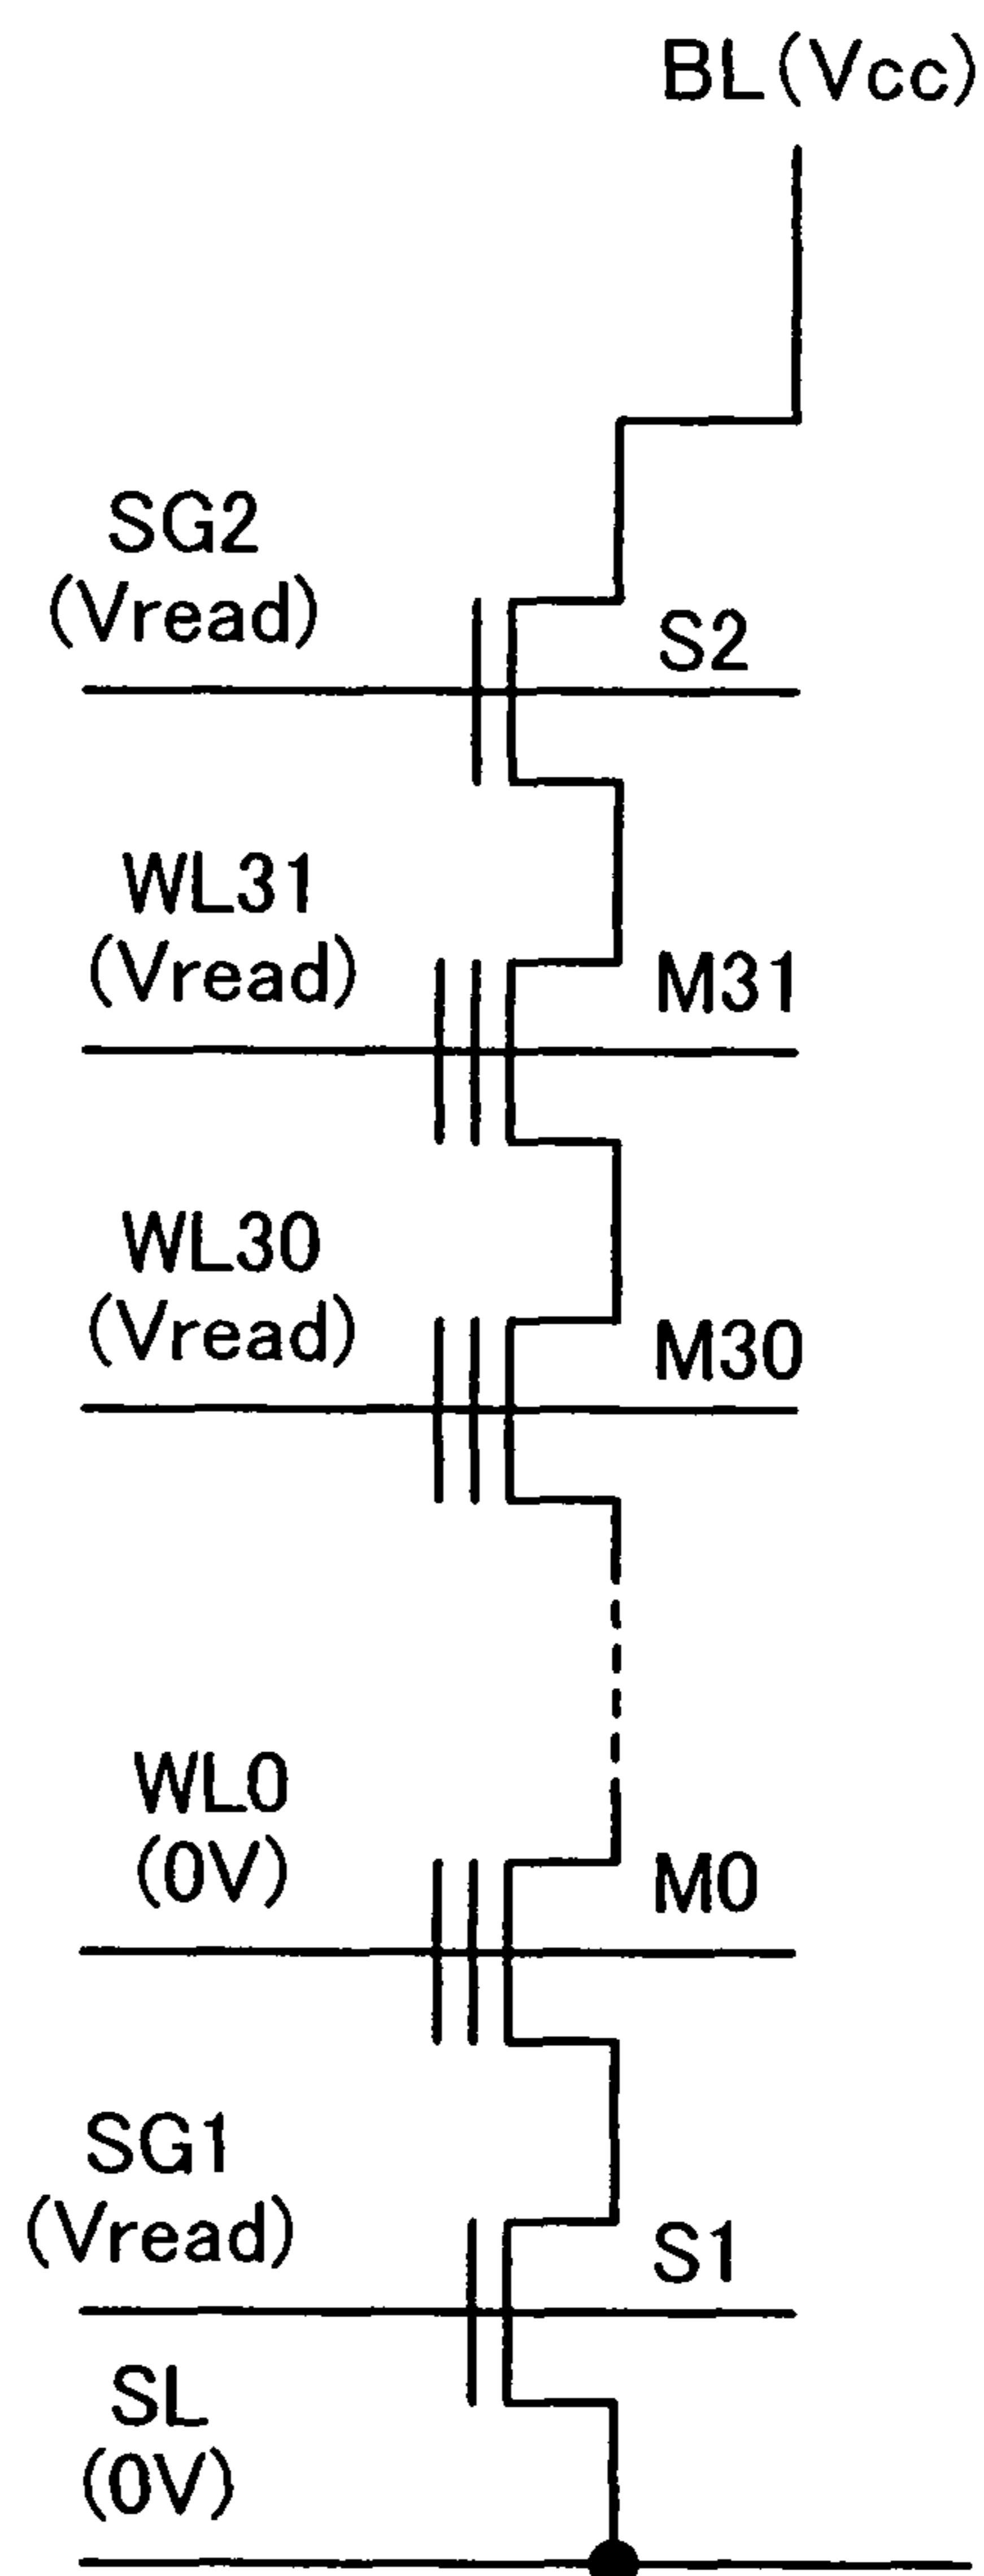 BL(Vcc)
SG2
(Vread)
S2
WL31
(Vread)
M31
WL30
(Vread)
M30
WL0
(0V)
M0
SG1
(Vread)
S1
SL
(0V)